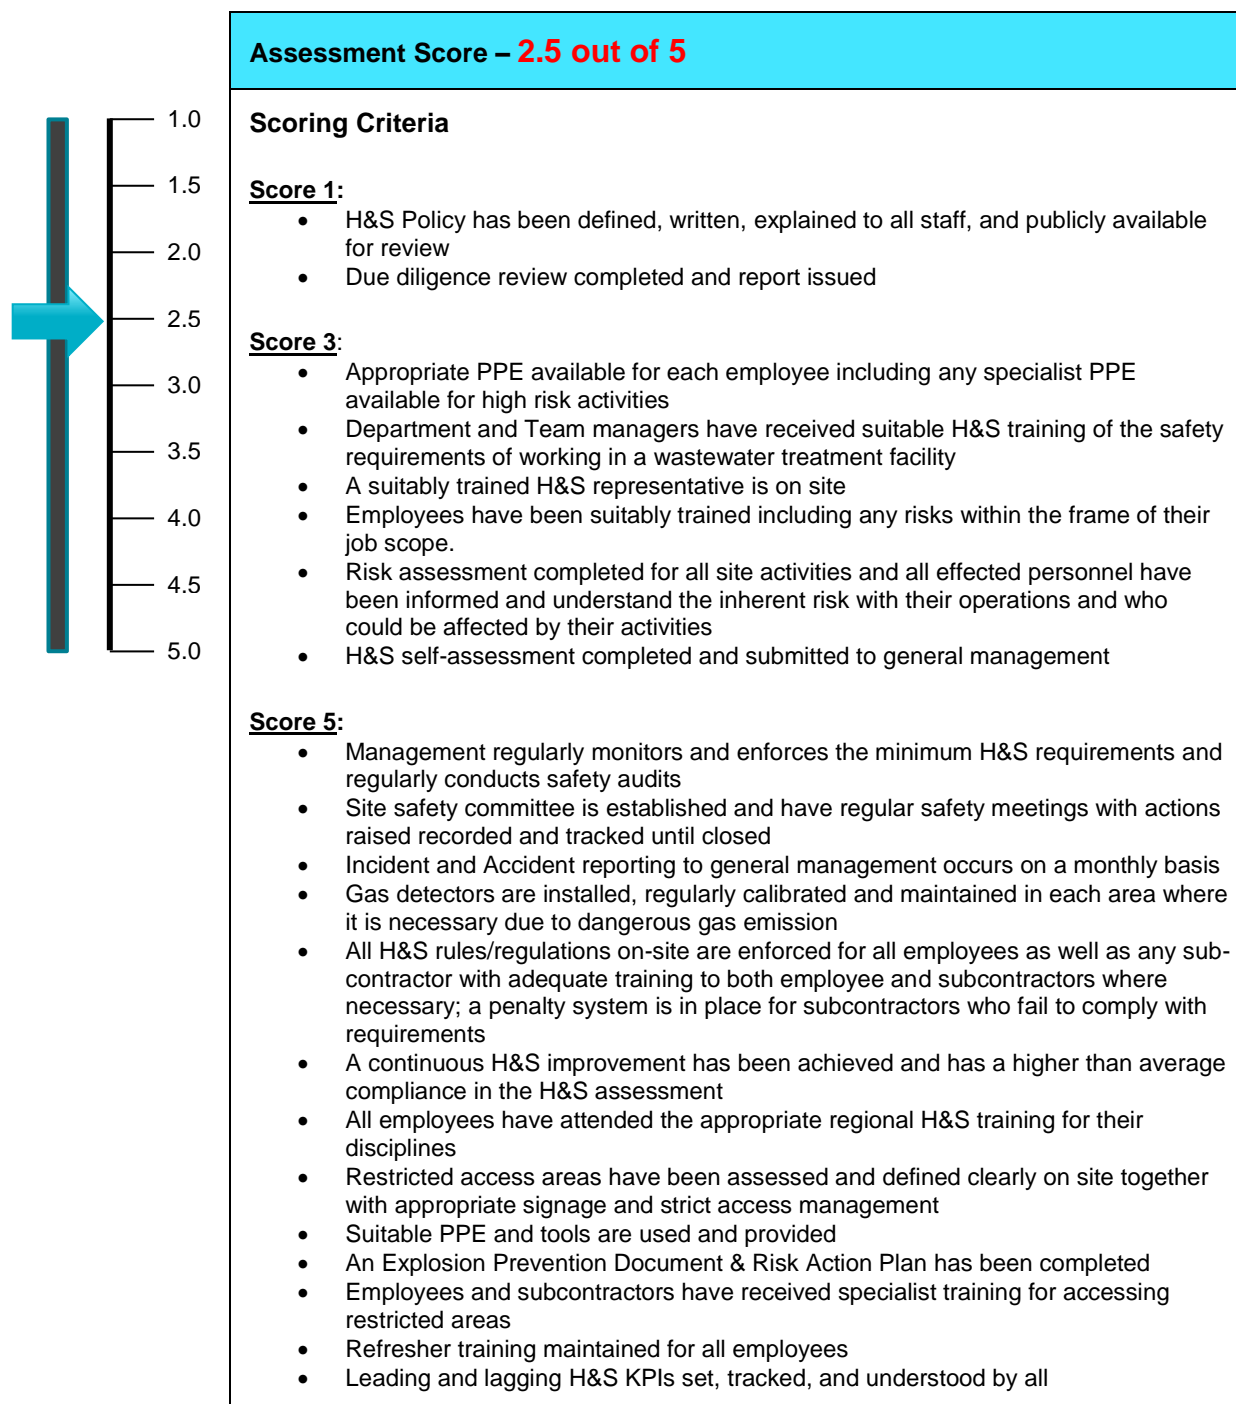 Assessment Score – 2.5 out of 5
1.0
1.5
2.0
2.5
3.0
3.5
4.0
4.5
5.0
Scoring Criteria
Score 1:
• H&S Policy has been defined, written, explained to all staff, and publicly available
for review
• Due diligence review completed and report issued
Score 3:
• Appropriate PPE available for each employee including any specialist PPE
available for high risk activities
• Department and Team managers have received suitable H&S training of the safety
requirements of working in a wastewater treatment facility
• A suitably trained H&S representative is on site
• Employees have been suitably trained including any risks within the frame of their
job scope.
• Risk assessment completed for all site activities and all effected personnel have
been informed and understand the inherent risk with their operations and who
could be affected by their activities
• H&S self-assessment completed and submitted to general management
Score 5:
• Management regularly monitors and enforces the minimum H&S requirements and
regularly conducts safety audits
• Site safety committee is established and have regular safety meetings with actions
raised recorded and tracked until closed
• Incident and Accident reporting to general management occurs on a monthly basis
• Gas detectors are installed, regularly calibrated and maintained in each area where
it is necessary due to dangerous gas emission
• All H&S rules/regulations on-site are enforced for all employees as well as any sub-
contractor with adequate training to both employee and subcontractors where
necessary; a penalty system is in place for subcontractors who fail to comply with
requirements
• A continuous H&S improvement has been achieved and has a higher than average
compliance in the H&S assessment
• All employees have attended the appropriate regional H&S training for their
disciplines
• Restricted access areas have been assessed and defined clearly on site together
with appropriate signage and strict access management
• Suitable PPE and tools are used and provided
• An Explosion Prevention Document & Risk Action Plan has been completed
• Employees and subcontractors have received specialist training for accessing
restricted areas
• Refresher training maintained for all employees
• Leading and lagging H&S KPIs set, tracked, and understood by all